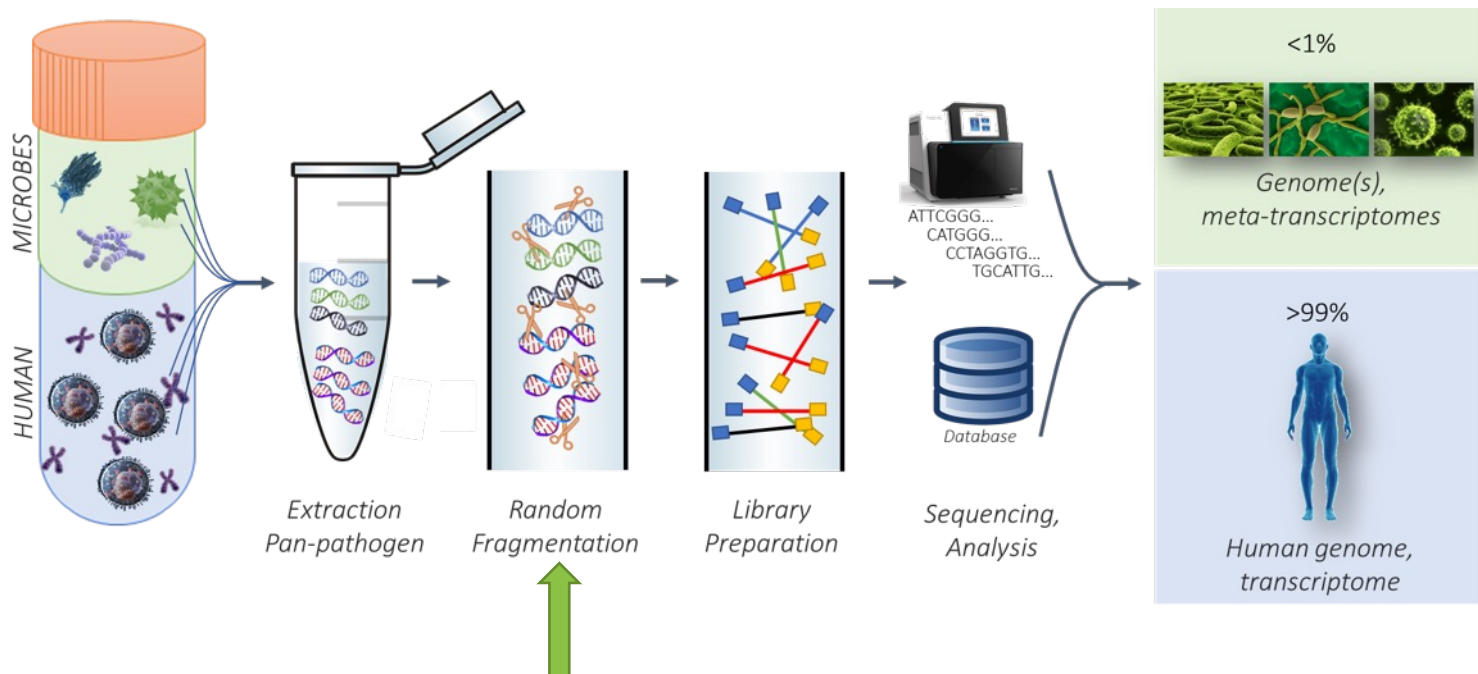 MICROBES
HUMAN
Extraction
Pan-pathogen
Random
Fragmentation
Library
Preparation
ATTCGGG...
CATGGG...
CCTAGGTG...
TGCATTG...
Database
Sequencing,
Analysis
<1%
Genome(s),
meta-transcriptomes
>99%
Human genome,
transcriptome